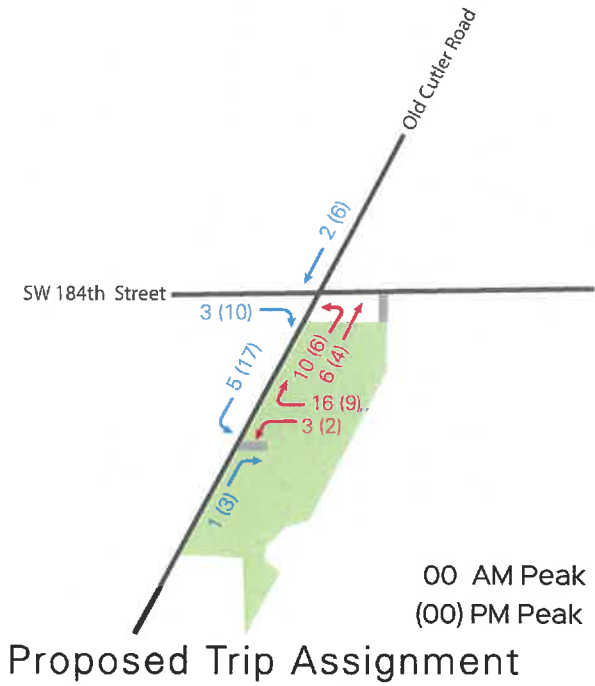 Old Cutler Road
2 (6)
SW 184th Street
3 (10)
10 (6)
6 (4)
5 (17)
16 (9)
3 (2)
1 (3)
00 AM Peak
(00) PM Peak
Proposed Trip Assignment